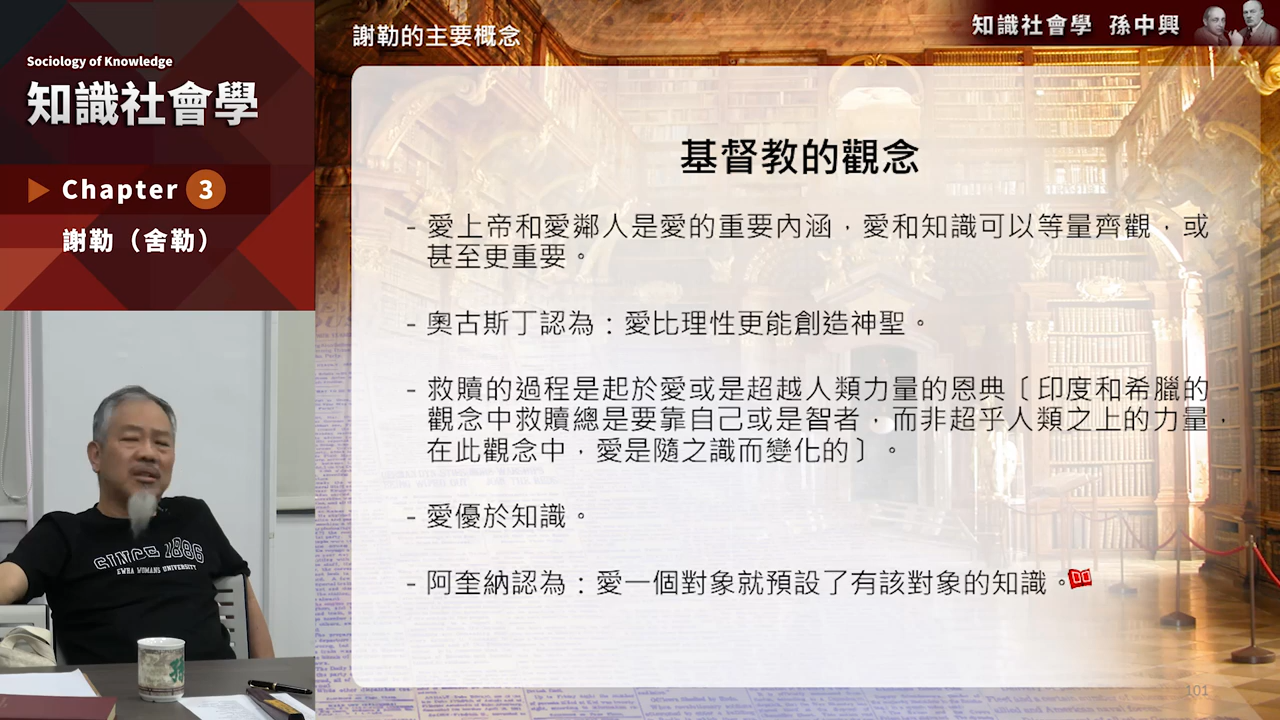 Sociology of Knowledge
知識社會學
Chapter 3
謝勒（舍勒）
SINCE 1886
EWHA WOMANS UNIVERSITY
謝勒的主要概念
知識社會學 孫中興
基督教的觀念
- 愛上帝和愛鄰人是愛的重要內涵，愛和知識可以等量齊觀，或
甚至更重要。
- 奧古斯丁認為：愛比理性更能創造神聖。
- 救贖的過程是起於愛或是超越人類力量的恩典〔印度和希臘的
觀念中救贖總是要靠自己或是智者，而非超乎人類之上的力量，
在此觀念中，愛是隨之識而變化的〕。
- 愛優於知識。
- 阿奎納認為：愛一個對象就預設了有該對象的知識。
101